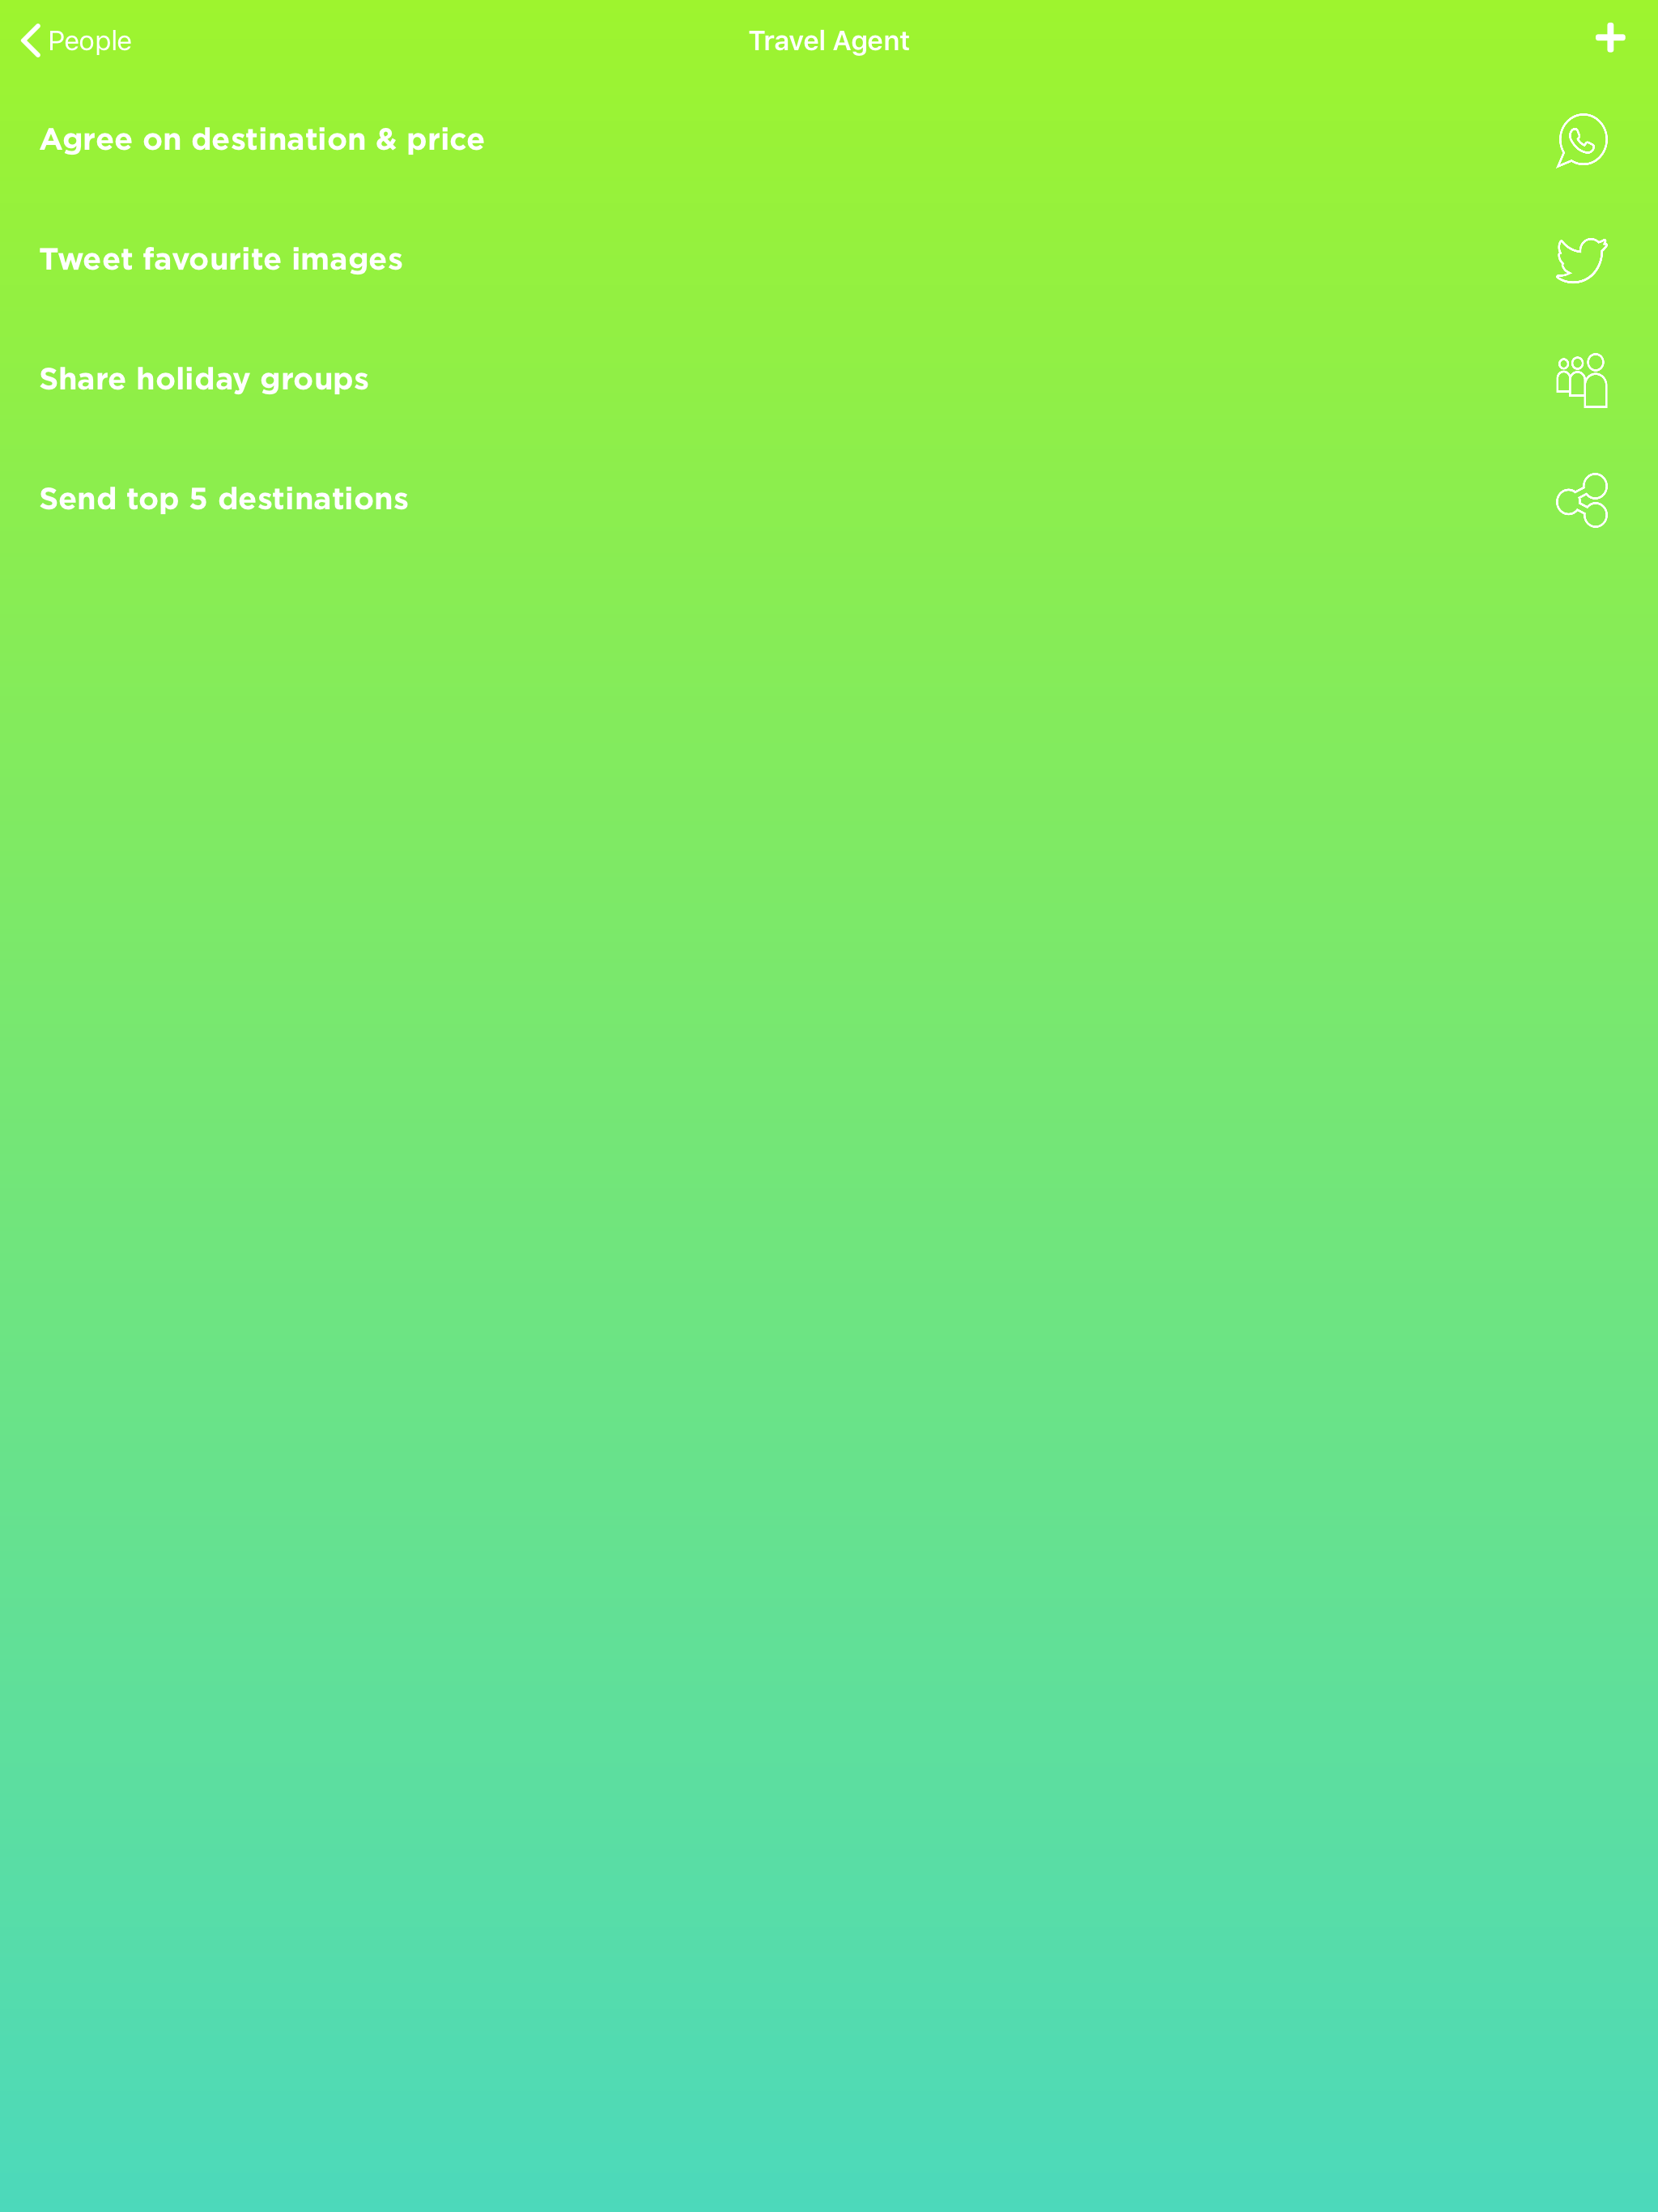 People
Travel Agent
Agree on destination & price
Tweet favourite images
Share holiday groups
Send top 5 destinations